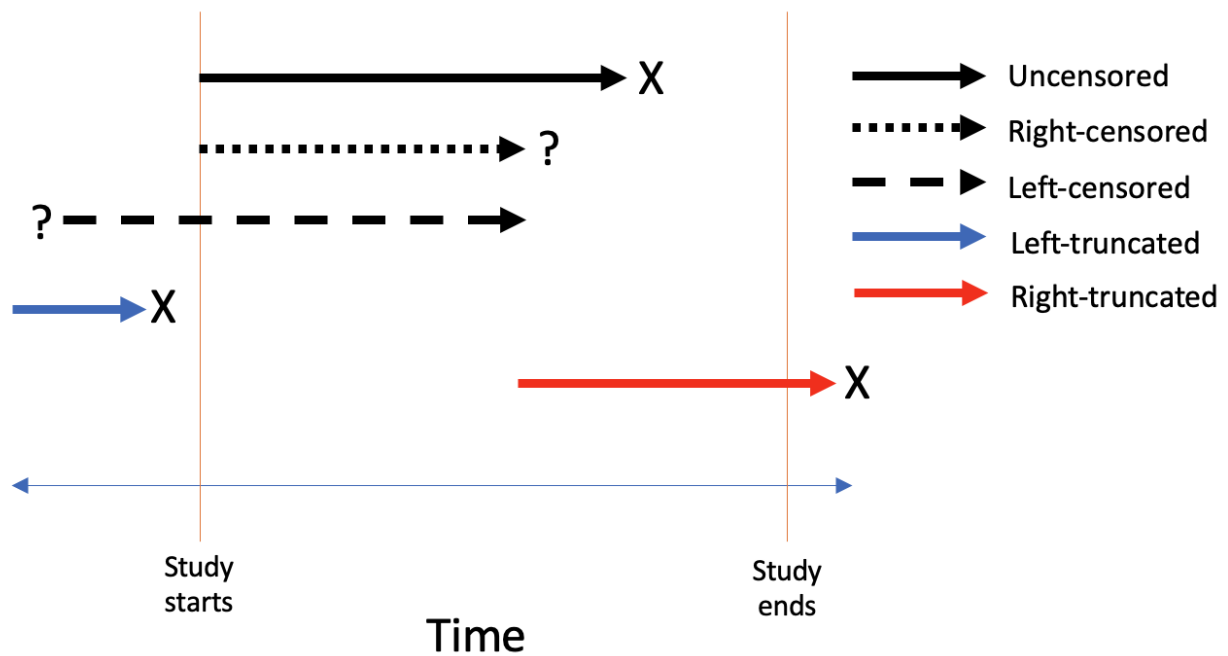 X
?
?
X
X
Uncensored
Right-censored
Left-censored
Left-truncated
Right-truncated
Study
starts
Study
ends
Time